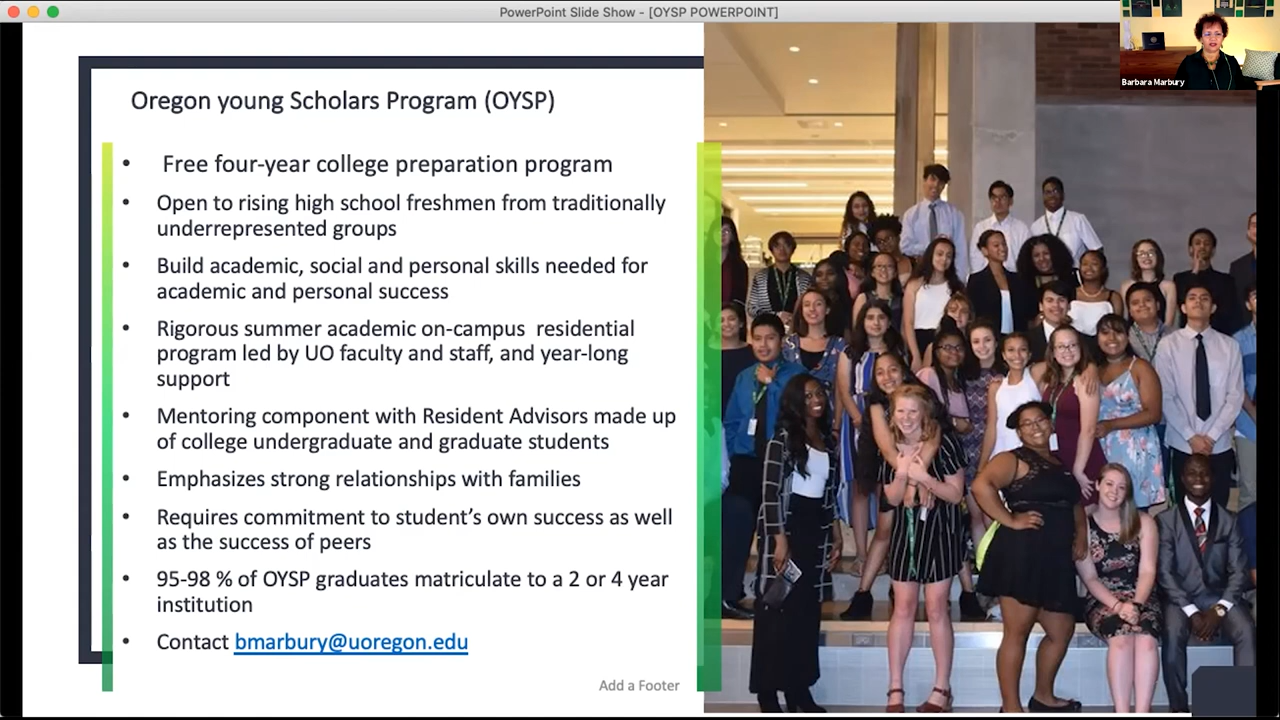 PowerPoint Slide Show - [OYSP POWERPOINT]
Barbara Marbury
Oregon young Scholars Program (OYSP)
• Free four-year college preparation program
• Open to rising high school freshmen from traditionally
underrepresented groups
• Build academic, social and personal skills needed for
academic and personal success
• Rigorous summer academic on-campus residential
program led by UO faculty and staff, and year-long
support
• Mentoring component with Resident Advisors made up
of college undergraduate and graduate students
• Emphasizes strong relationships with families
• Requires commitment to student’s own success as well
as the success of peers
• 95-98 % of OYSP graduates matriculate to a 2 or 4 year
institution
• Contact bmarbury@uoregon.edu
Add a Footer